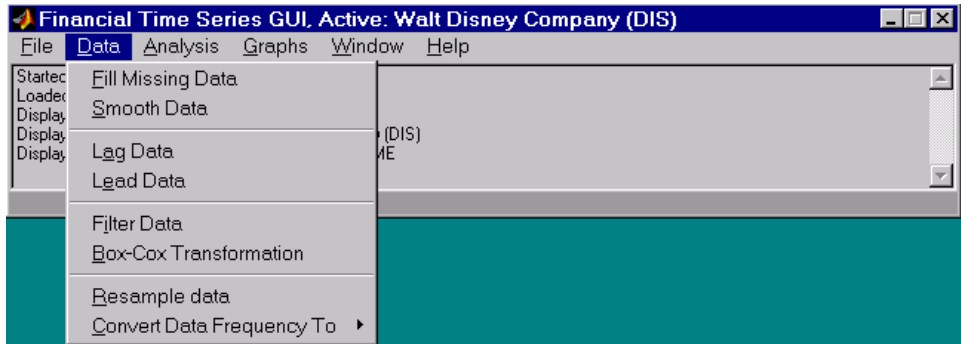 Financial Time Series GUI, Active: Walt Disney Company (DIS)
File Data Analysis Graphs Window Help
Fill Missing Data
Smooth Data
Lag Data
Lead Data
Filter Data
Box-Cox Transformation
Resample data
Convert Data Frequency To
Started
Loaded
Display
Display (DIS)
Display ME